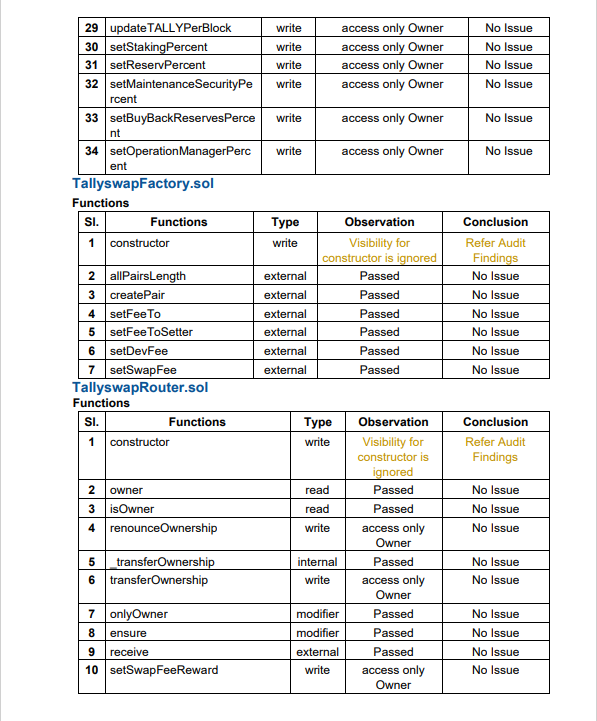 29 updateTALLYPerBlock write access only Owner No Issue
30 setStakingPercent write access only Owner No Issue
31 setReservPercent write access only Owner No Issue
32 setMaintenanceSecurityPe write access only Owner No Issue
rcent
33 setBuyBackReservesPerce write access only Owner No Issue
nt
34 setOperationManagerPerc write access only Owner No Issue
ent
TallyswapFactory.sol
Functions
Sl. Functions Type Observation Conclusion
1 constructor write Visibility for Refer Audit
constructor is ignored Findings
2 allPairsLength external Passed No Issue
3 createPair external Passed No Issue
4 setFeeTo external Passed No Issue
5 setFeeToSetter external Passed No Issue
6 setDevFee external Passed No Issue
7 setSwapFee external Passed No Issue
TallyswapRouter.sol
Functions
Sl. Functions Type Observation Conclusion
1 constructor write Visibility for Refer Audit
constructor is Findings
ignored
2 owner read Passed No Issue
3 isOwner read Passed No Issue
4 renounceOwnership write access only No Issue
Owner
5 _transferOwnership internal Passed No Issue
6 transferOwnership write access only No Issue
Owner
7 onlyOwner modifier Passed No Issue
8 ensure modifier Passed No Issue
9 receive external Passed No Issue
10 setSwapFeeReward write access only No Issue
Owner